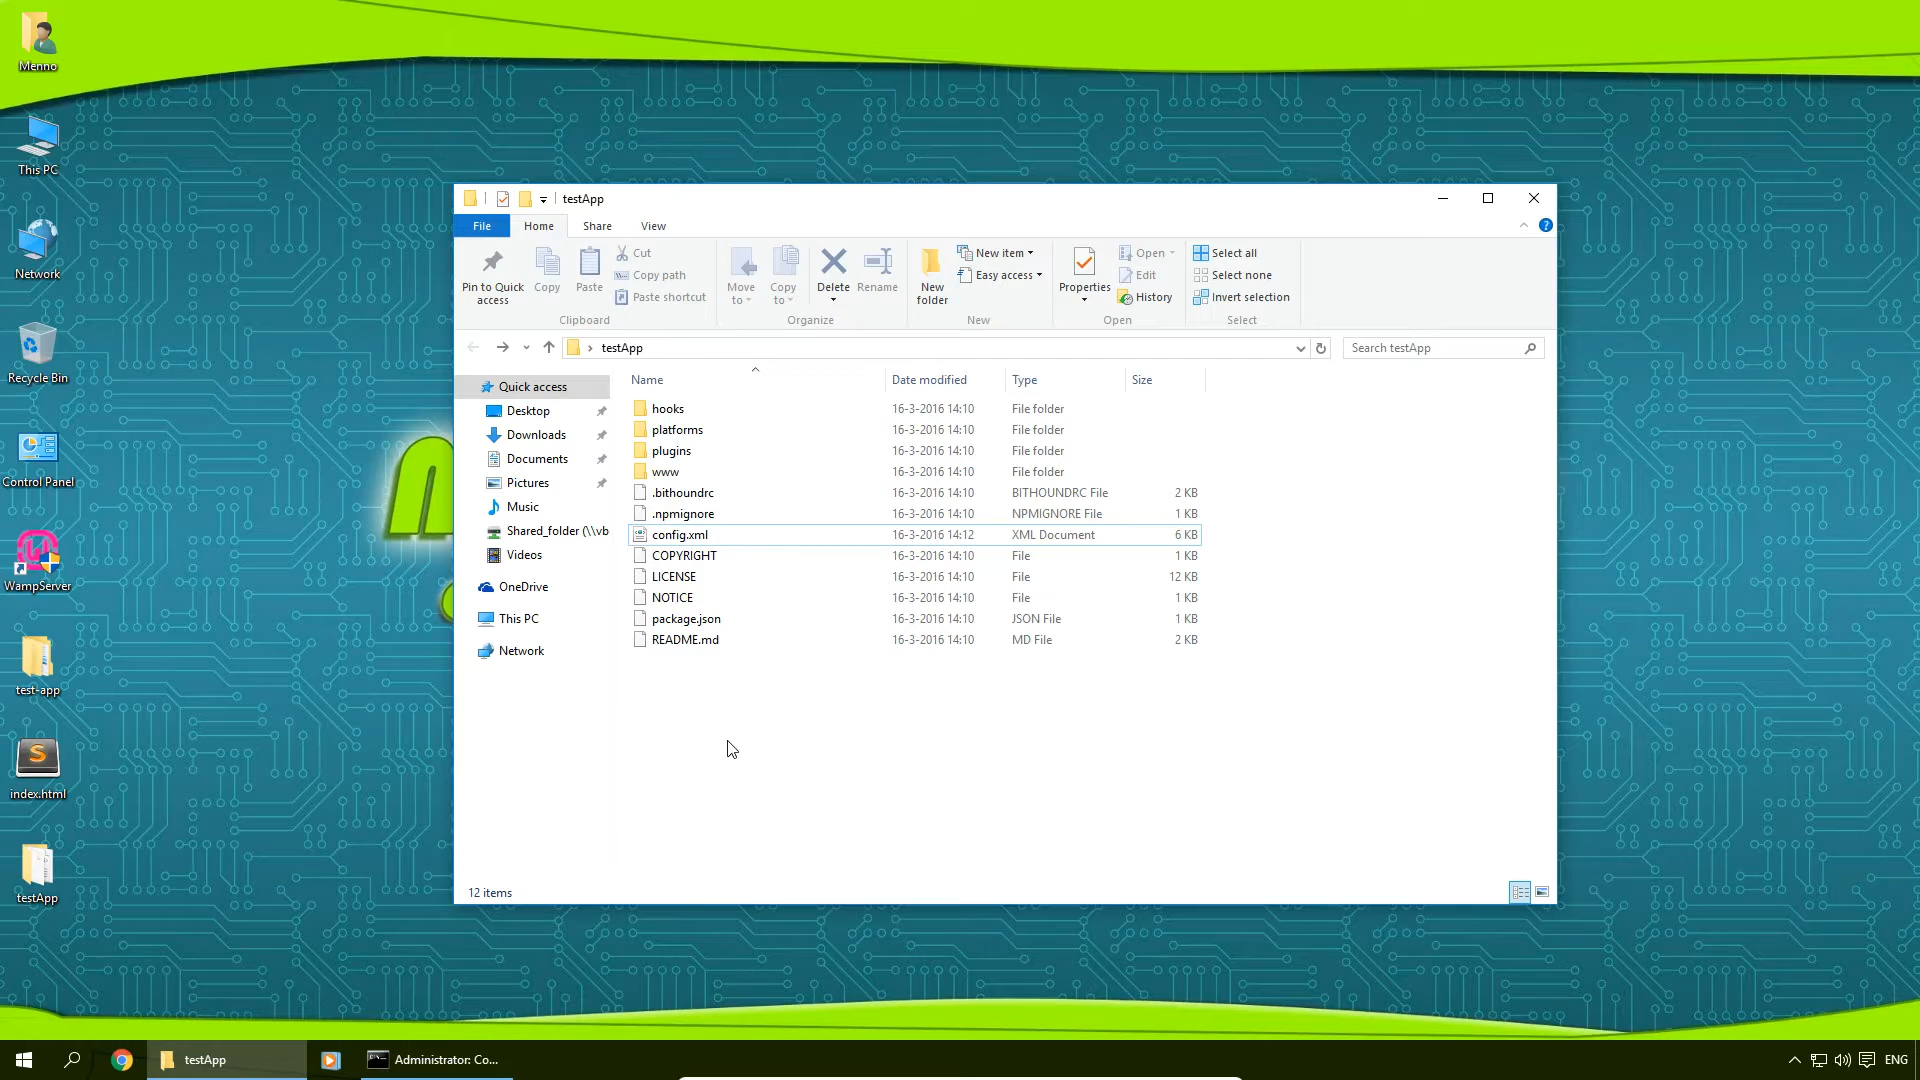 Menno
This PC
Network
Recycle Bin
Control Panel
WampServer
test-app
index.html
testApp
testApp
File
Home
Share
View
Pin to Quick
access
Copy
Paste
Cut
Copy path
Paste shortcut
Clipboard
Move
to
Copy
to
Delete
Rename
Organize
New
folder
New item
Easy access
New
Properties
Open
Edit
History
Open
Select all
Select none
Invert selection
Select
testApp
Search testApp
Quick access
Desktop
Downloads
Documents
Pictures
Music
Shared_folder (\\vb
Videos
OneDrive
This PC
Network
Name Date modified Type Size
hooks 16-3-2016 14:10 File folder
platforms 16-3-2016 14:10 File folder
plugins 16-3-2016 14:10 File folder
www 16-3-2016 14:10 File folder
.bithoundrc 16-3-2016 14:10 BITHOUNDRC File 2 KB
.npmignore 16-3-2016 14:10 NPMIGNORE File 1 KB
config.xml 16-3-2016 14:12 XML Document 6 KB
COPYRIGHT 16-3-2016 14:10 File 1 KB
LICENSE 16-3-2016 14:10 File 12 KB
NOTICE 16-3-2016 14:10 File 1 KB
package.json 16-3-2016 14:10 JSON File 1 KB
README.md 16-3-2016 14:10 MD File 2 KB
12 items
testApp
Administrator: Co...
ENG